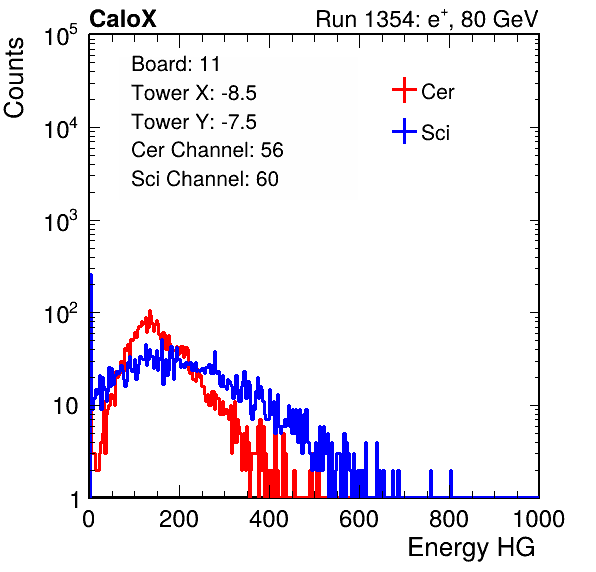 CaloX Run 1354: e⁺, 80 GeV
Counts
Board: 11
Tower X: -8.5
Tower Y: -7.5
Cer Channel: 56
Sci Channel: 60
Cer
Sci
10⁵
10⁴
10³
10²
10
1
0 200 400 600 800 1000
Energy HG